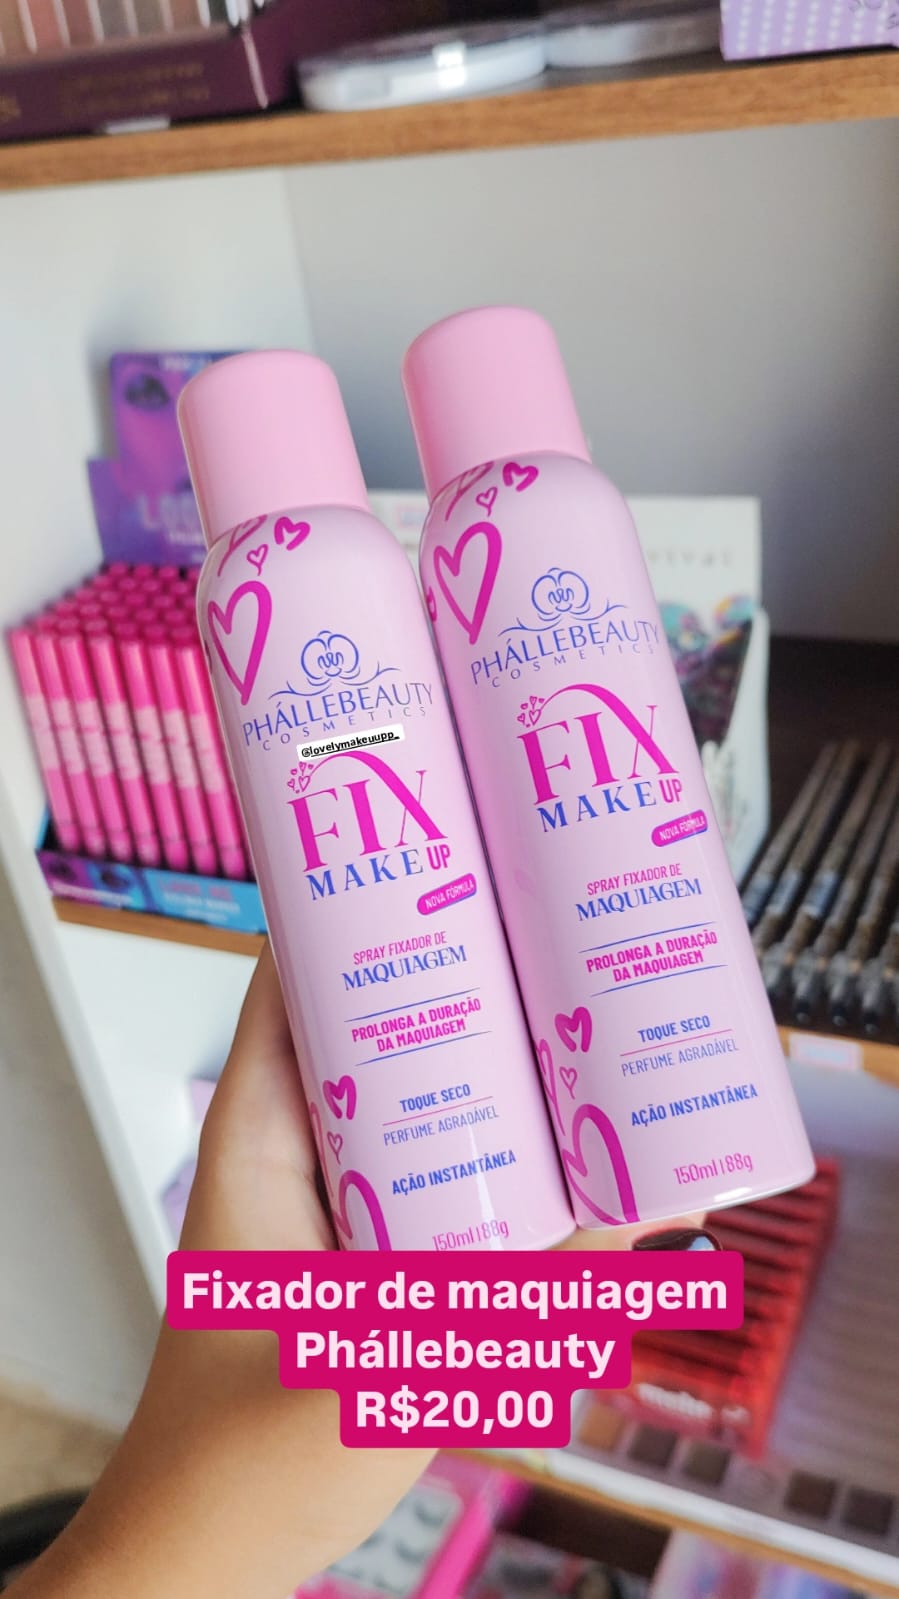 PHÁLLEBEAUTY
COSMETICS
@lovelymakeuupp_
FIX
MAKE UP
NOVA FÓRMULA
SPRAY FIXADOR DE
MAQUIAGEM
PROLONGA A DURAÇÃO
DA MAQUIAGEM
TOQUE SECO
PERFUME AGRADÁVEL
AÇÃO INSTANTÂNEA
150ml|88g
PHÁLLEBEAUTY
COSMETICS
FIX
MAKE UP
NOVA FÓRMULA
SPRAY FIXADOR DE
MAQUIAGEM
PROLONGA A DURAÇÃO
DA MAQUIAGEM
TOQUE SECO
PERFUME AGRADÁVEL
AÇÃO INSTANTÂNEA
150ml|88g
Fixador de maquiagem
Phállebeauty
R$20,00